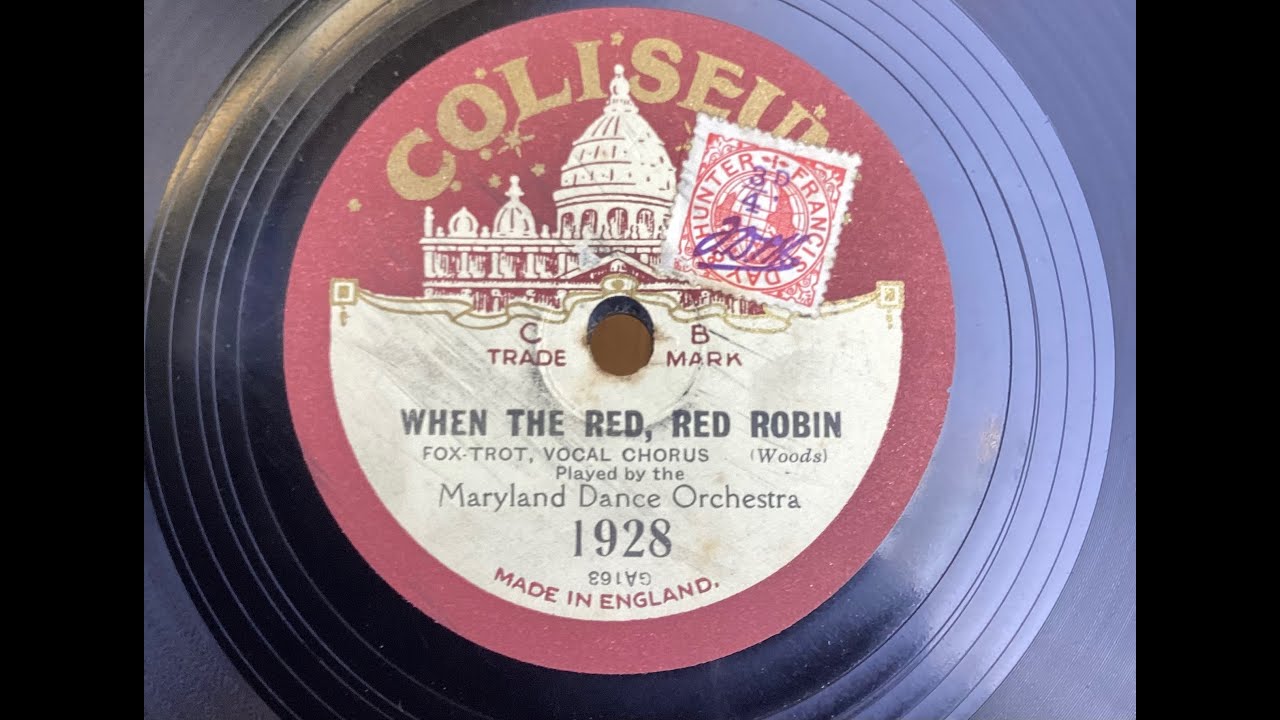 COLISEUM
FRANCIS DAY & HUNTER
3D
4
C B
TRADE MARK
WHEN THE RED, RED ROBIN
FOX-TROT, VOCAL CHORUS (Woods)
Played by the
Maryland Dance Orchestra
1928
GA163
MADE IN ENGLAND.